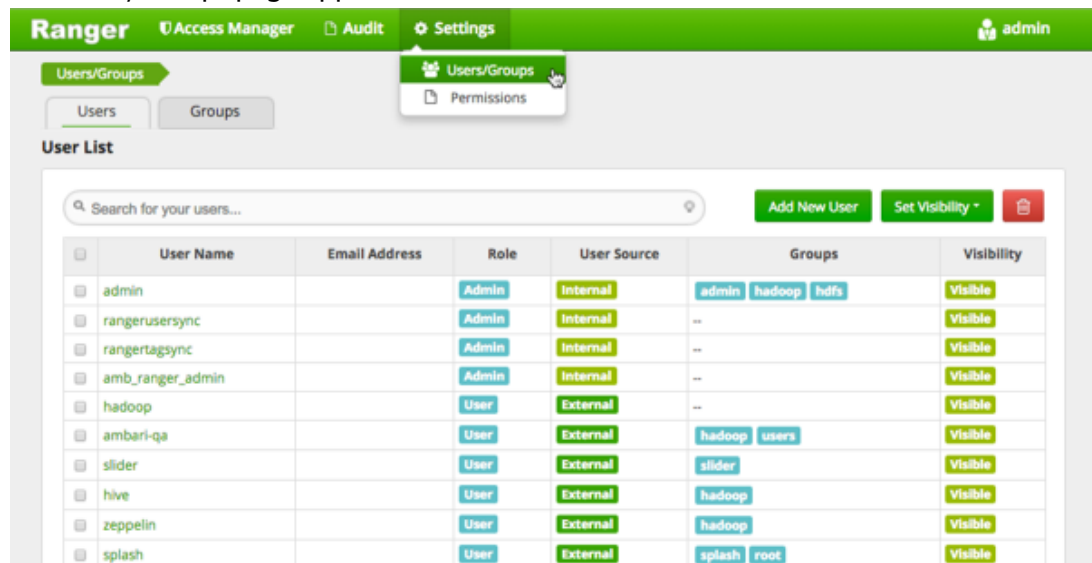 Ranger Access Manager Audit Settings admin
Users/Groups
Users/Groups
Permissions
Users Groups
User List
Search for your users...
Add New User Set Visibility
User Name Email Address Role User Source Groups Visibility
admin Admin Internal admin hadoop hdfs Visible
rangerusersync Admin Internal -- Visible
rangertagsync Admin Internal -- Visible
amb_ranger_admin Admin Internal -- Visible
hadoop User External -- Visible
ambari-qa User External hadoop users Visible
slider User External slider Visible
hive User External hadoop Visible
zeppelin User External hadoop Visible
splash User External splash root Visible